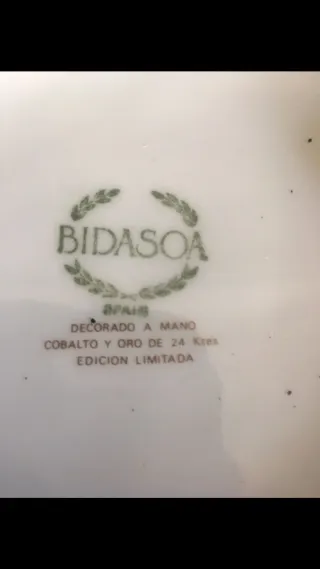 BIDASOA
SPAIN
DECORADO A MANO
COBALTO Y ORO DE 24 Ktes
EDICION LIMITADA